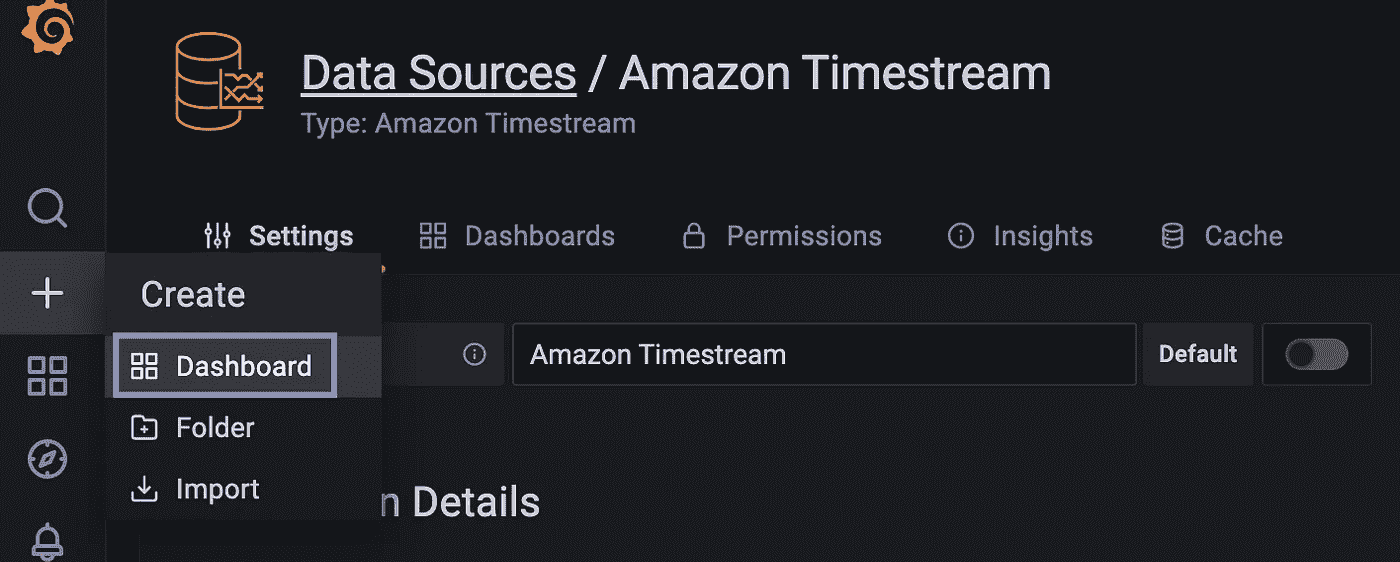 Data Sources / Amazon Timestream
Type: Amazon Timestream
Settings Dashboards Permissions Insights Cache
Create
Dashboard
Amazon Timestream Default
Folder
Import
n Details